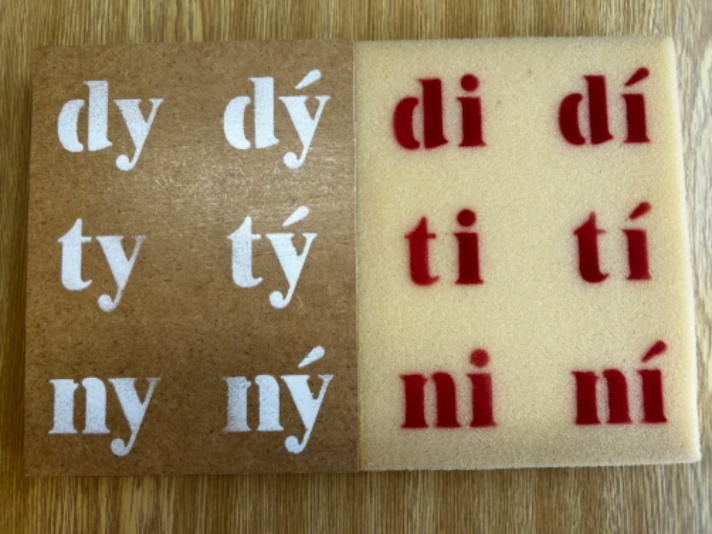 dy dý di dí
ty tý ti tí
ny ný ni ní